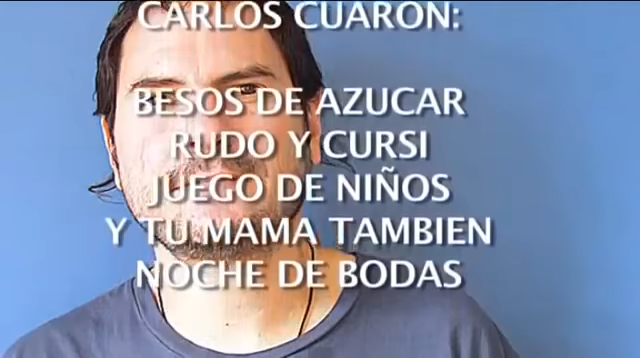 CARLOS CUARON:
BESOS DE AZUCAR
RUDO Y CURSI
JUEGO DE NIÑOS
Y TU MAMA TAMBIEN
NOCHE DE BODAS